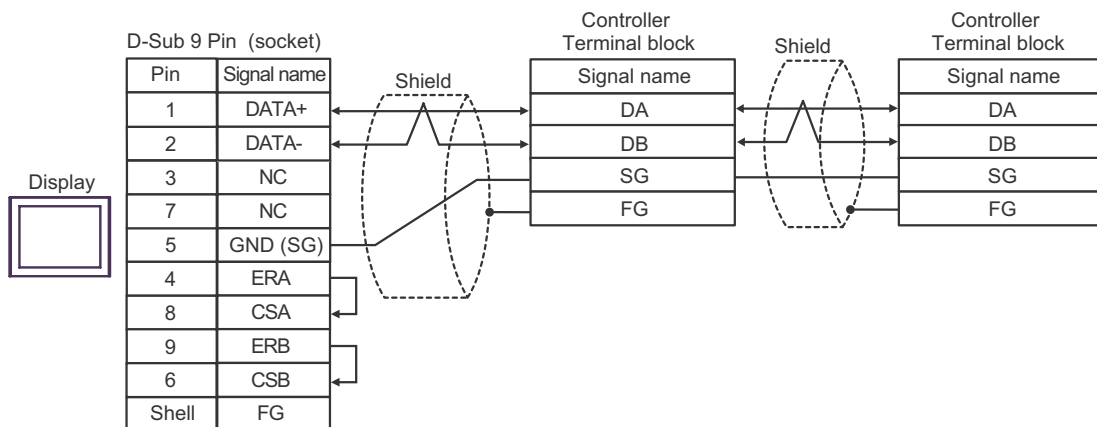 Display
D-Sub 9 Pin (socket)
Pin Signal name
1 DATA+
2 DATA-
3 NC
7 NC
5 GND (SG)
4 ERA
8 CSA
9 ERB
6 CSB
Shell FG
Shield
Controller
Terminal block
Signal name
DA
DB
SG
FG
Shield
Controller
Terminal block
Signal name
DA
DB
SG
FG